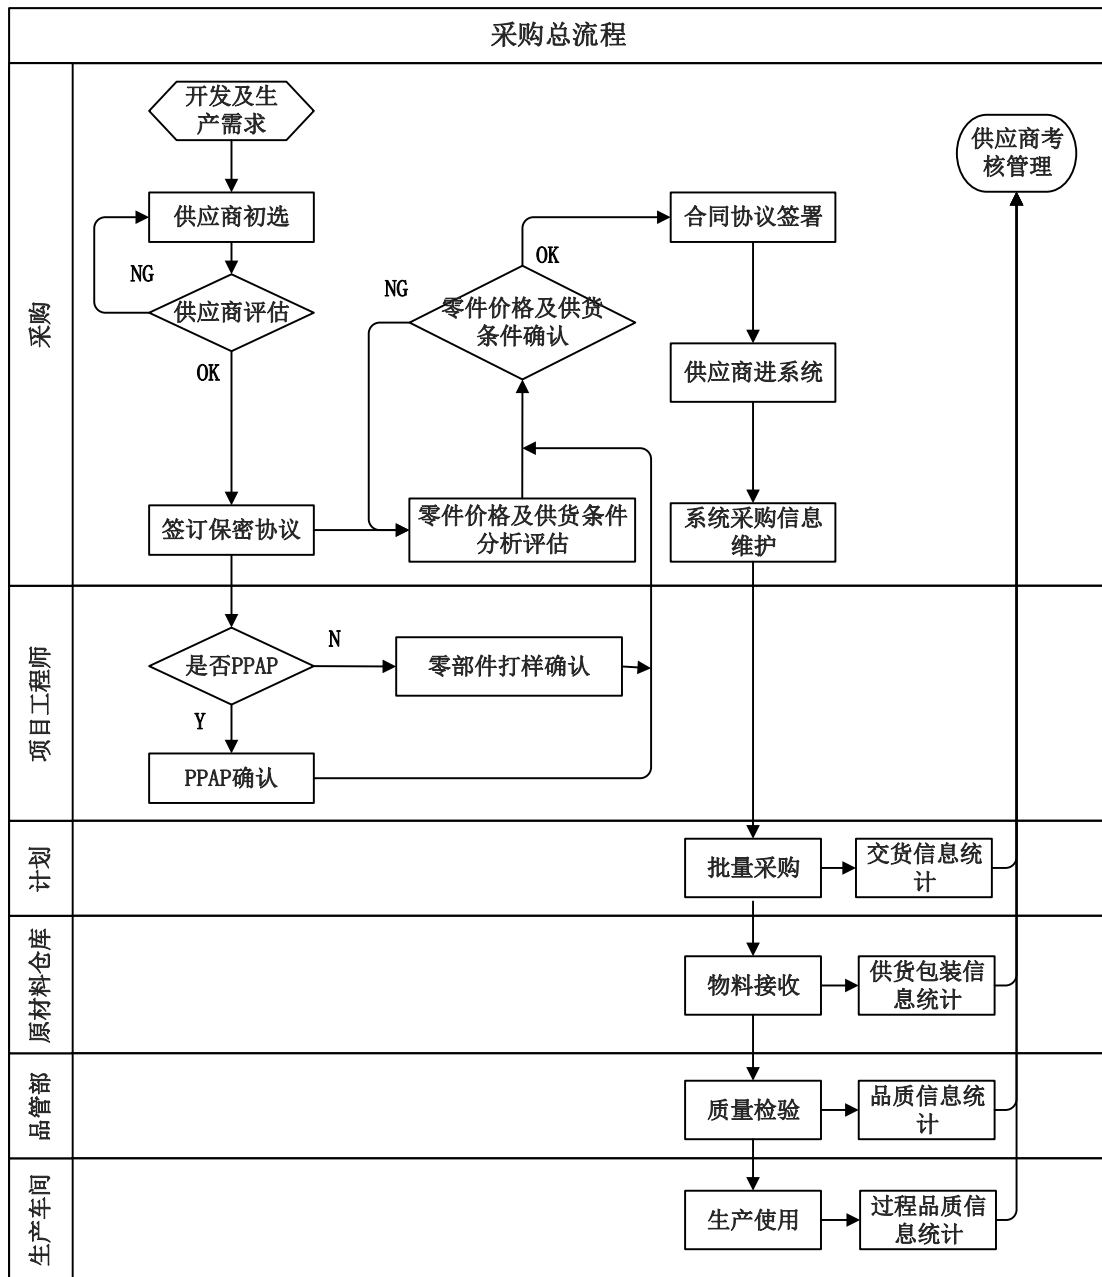 采购总流程
采购
开发及生
产需求
供应商初选
NG
供应商评估
OK
签订保密协议
NG
OK
零件价格及供货
条件确认
零件价格及供货条件
分析评估
合同协议签署
供应商进系统
系统采购信息
维护
供应商考
核管理
项目工程师
是否PPAP
N
零部件打样确认
Y
PPAP确认
计划
批量采购
交货信息统
计
原材料仓库
物料接收
供货包装信
息统计
品管部
质量检验
品质信息统
计
生产车间
生产使用
过程品质信
息统计